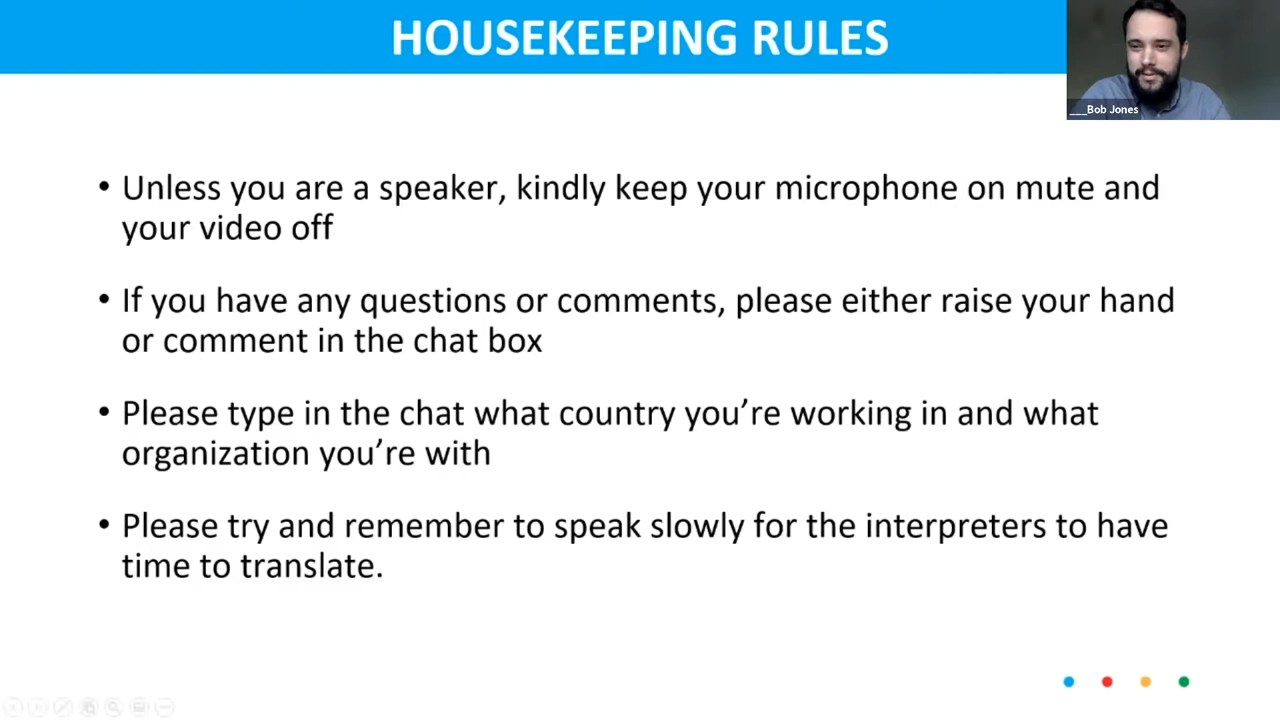 HOUSEKEEPING RULES
___Bob Jones
• Unless you are a speaker, kindly keep your microphone on mute and
your video off
• If you have any questions or comments, please either raise your hand
or comment in the chat box
• Please type in the chat what country you’re working in and what
organization you’re with
• Please try and remember to speak slowly for the interpreters to have
time to translate.